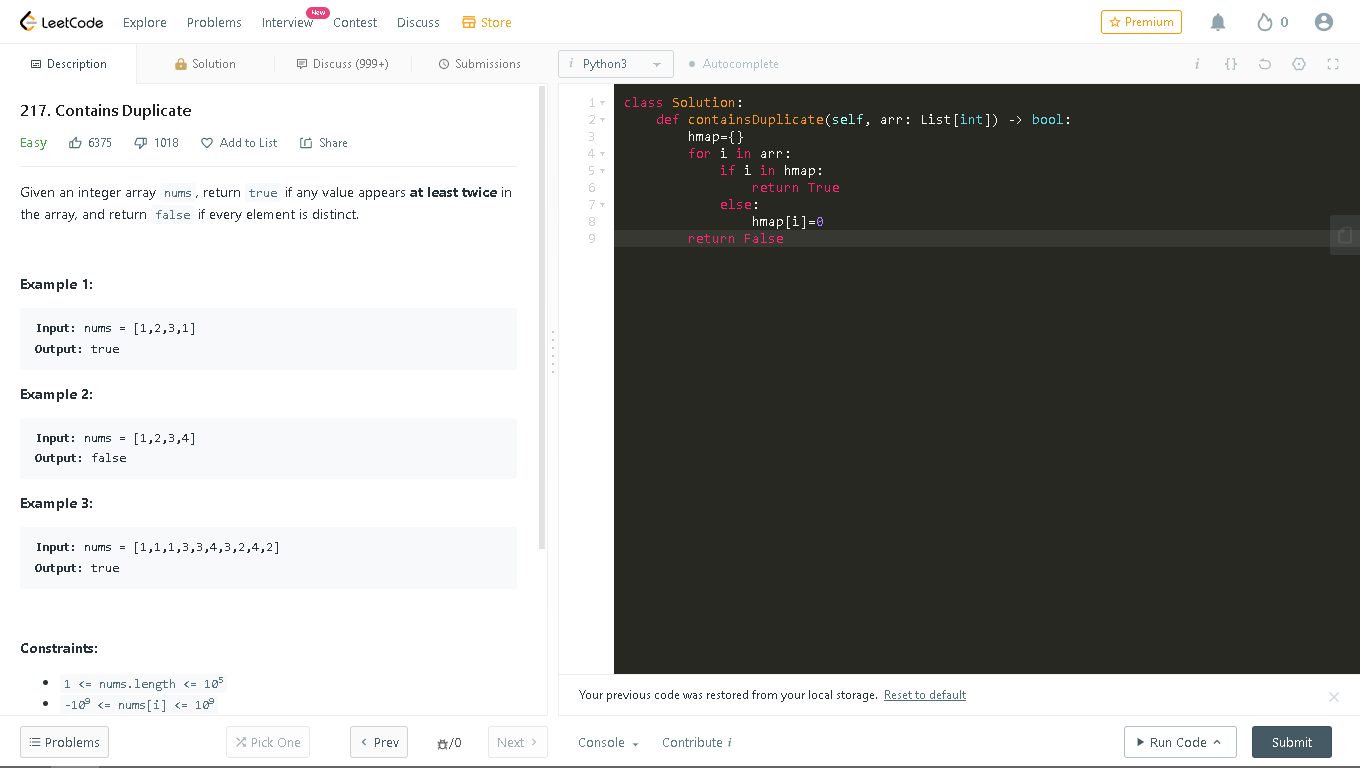 LeetCode Explore Problems Interview New Contest Discuss Store Premium 0
Description Solution Discuss (999+) Submissions
i Python3 Autocomplete i {}
217. Contains Duplicate
Easy 6375 1018 Add to List Share
Given an integer array nums, return true if any value appears at least twice in
the array, and return false if every element is distinct.
Example 1:
Input: nums = [1,2,3,1]
Output: true
Example 2:
Input: nums = [1,2,3,4]
Output: false
Example 3:
Input: nums = [1,1,1,3,3,4,3,2,4,2]
Output: true
Constraints:
• 1 <= nums.length <= 10⁵
• -10⁹ <= nums[i] <= 10⁹
1 class Solution:
2 def containsDuplicate(self, arr: List[int]) -> bool:
3 hmap={}
4 for i in arr:
5 if i in hmap:
6 return True
7 else:
8 hmap[i]=0
9 return False
Your previous code was restored from your local storage. Reset to default
Problems Pick One Prev /0 Next Console Contribute i Run Code Submit